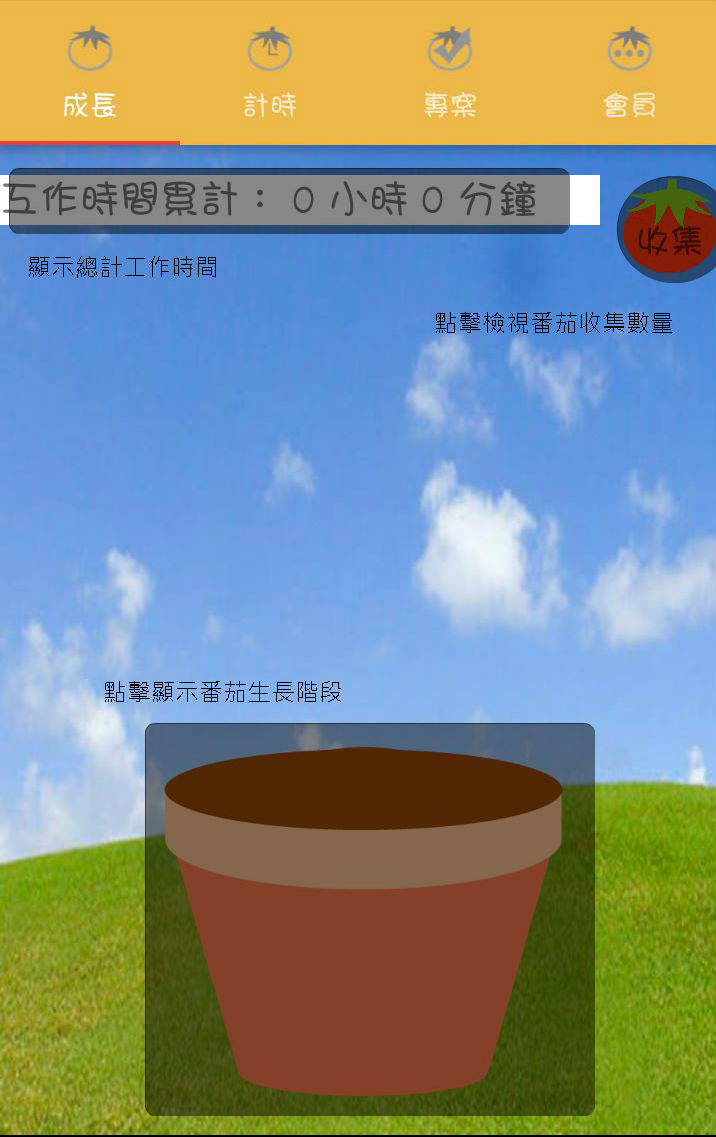 成長
計時
專案
會員
工作時間累計： 0 小時 0 分鐘
收集
顯示總計工作時間
點擊檢視番茄收集數量
點擊顯示番茄生長階段